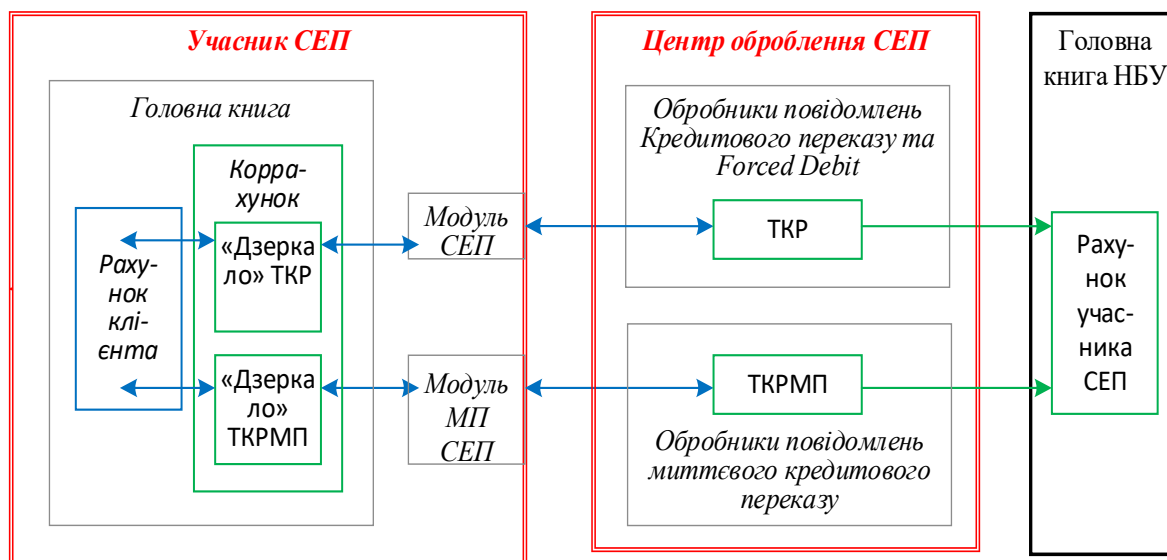 Учасник СЕП
Головна книга
Раху-
нок
клі-
єнта
Корра-
хунок
«Дзерка
ло» ТКР
«Дзерка
ло»
ТКРМП
Модуль
СЕП
Модуль
МП
СЕП
Центр оброблення СЕП
Обробники повідомлень
Кредитового переказу та
Forced Debit
ТКР
ТКРМП
Обробники повідомлень
миттєвого кредитового
переказу
Головна
книга НБУ
Раху-
нок
учас-
ника
СЕП